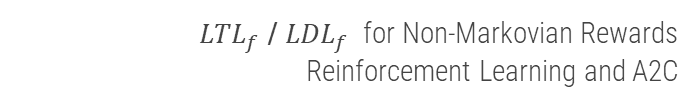 LTLf / LDLf for Non-Markovian Rewards
Reinforcement Learning and A2C